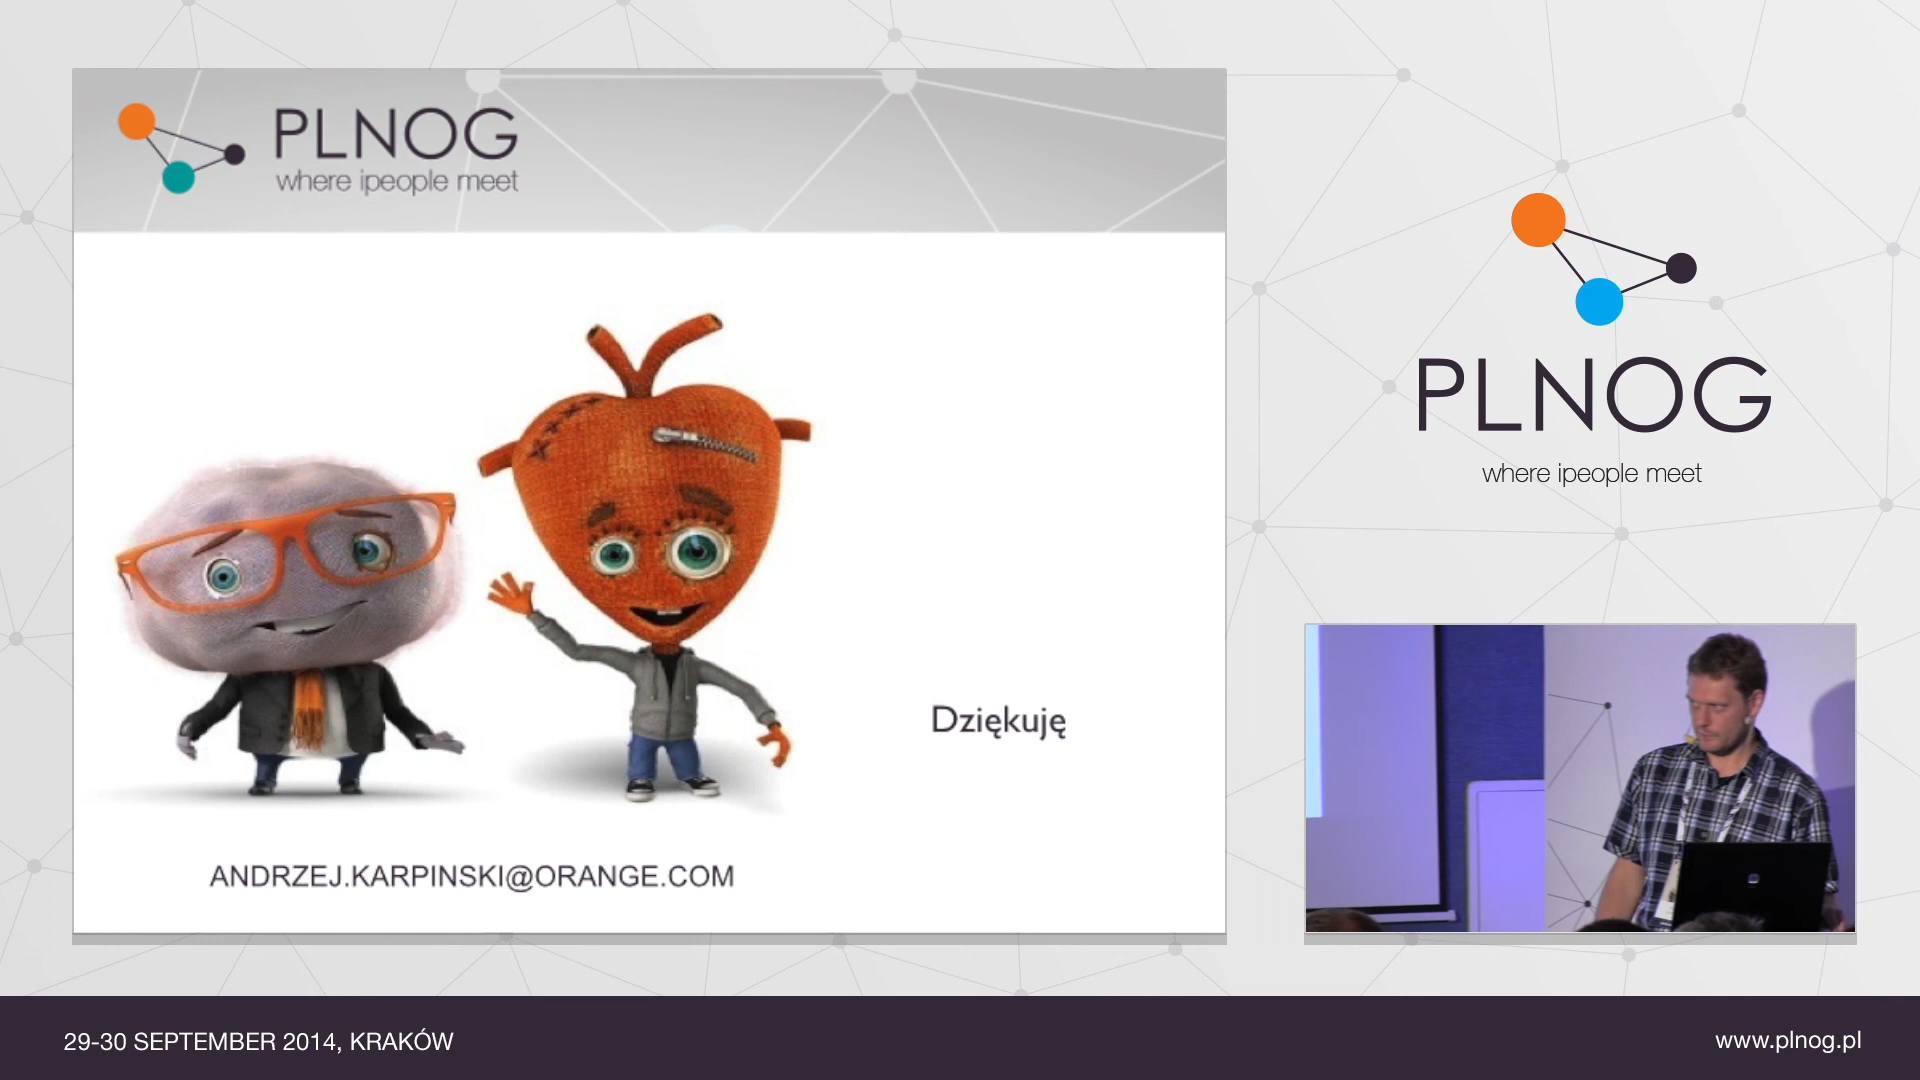 PLNOG
where ipeople meet
Dziękuję
ANDRZEJ.KARPINSKI@ORANGE.COM
PLNOG
where ipeople meet
29-30 SEPTEMBER 2014, KRAKÓW
www.plnog.pl